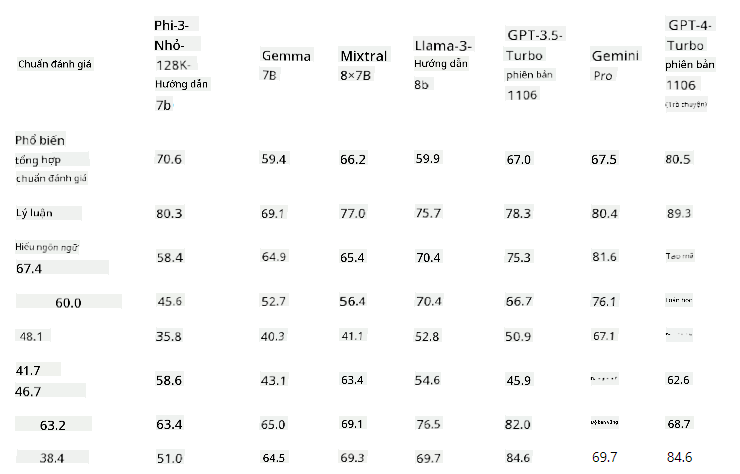 Chuẩn đánh giá
Phi-3-
Nhỏ-
128K-
Hướng dẫn
7b
Gemma
7B
Mixtral
8×7B
Llama-3-
Hướng dẫn
8b
GPT-3.5-
Turbo
phiên bản
1106
Gemini
Pro
GPT-4-
Turbo
phiên bản
1106
(Trò chuyện)
Phổ biến
tổng hợp
chuẩn đánh giá
70.6 59.4 66.2 59.9 67.0 67.5 80.5
Lý luận 80.3 69.1 77.0 75.7 78.3 80.4 89.3
Hiểu ngôn ngữ
67.4
58.4 64.9 65.4 70.4 75.3 81.6 Tạo mã
60.0 45.6 52.7 56.4 70.4 66.7 76.1 Toán học
48.1 35.8 40.3 41.1 52.8 50.9 67.1
41.7
46.7
58.6 43.1 63.4 54.6 45.9 62.6
63.2 63.4 65.0 69.1 76.5 82.0 Độ bền vững 68.7
38.4 51.0 64.5 69.3 69.7 84.6 69.7 84.6